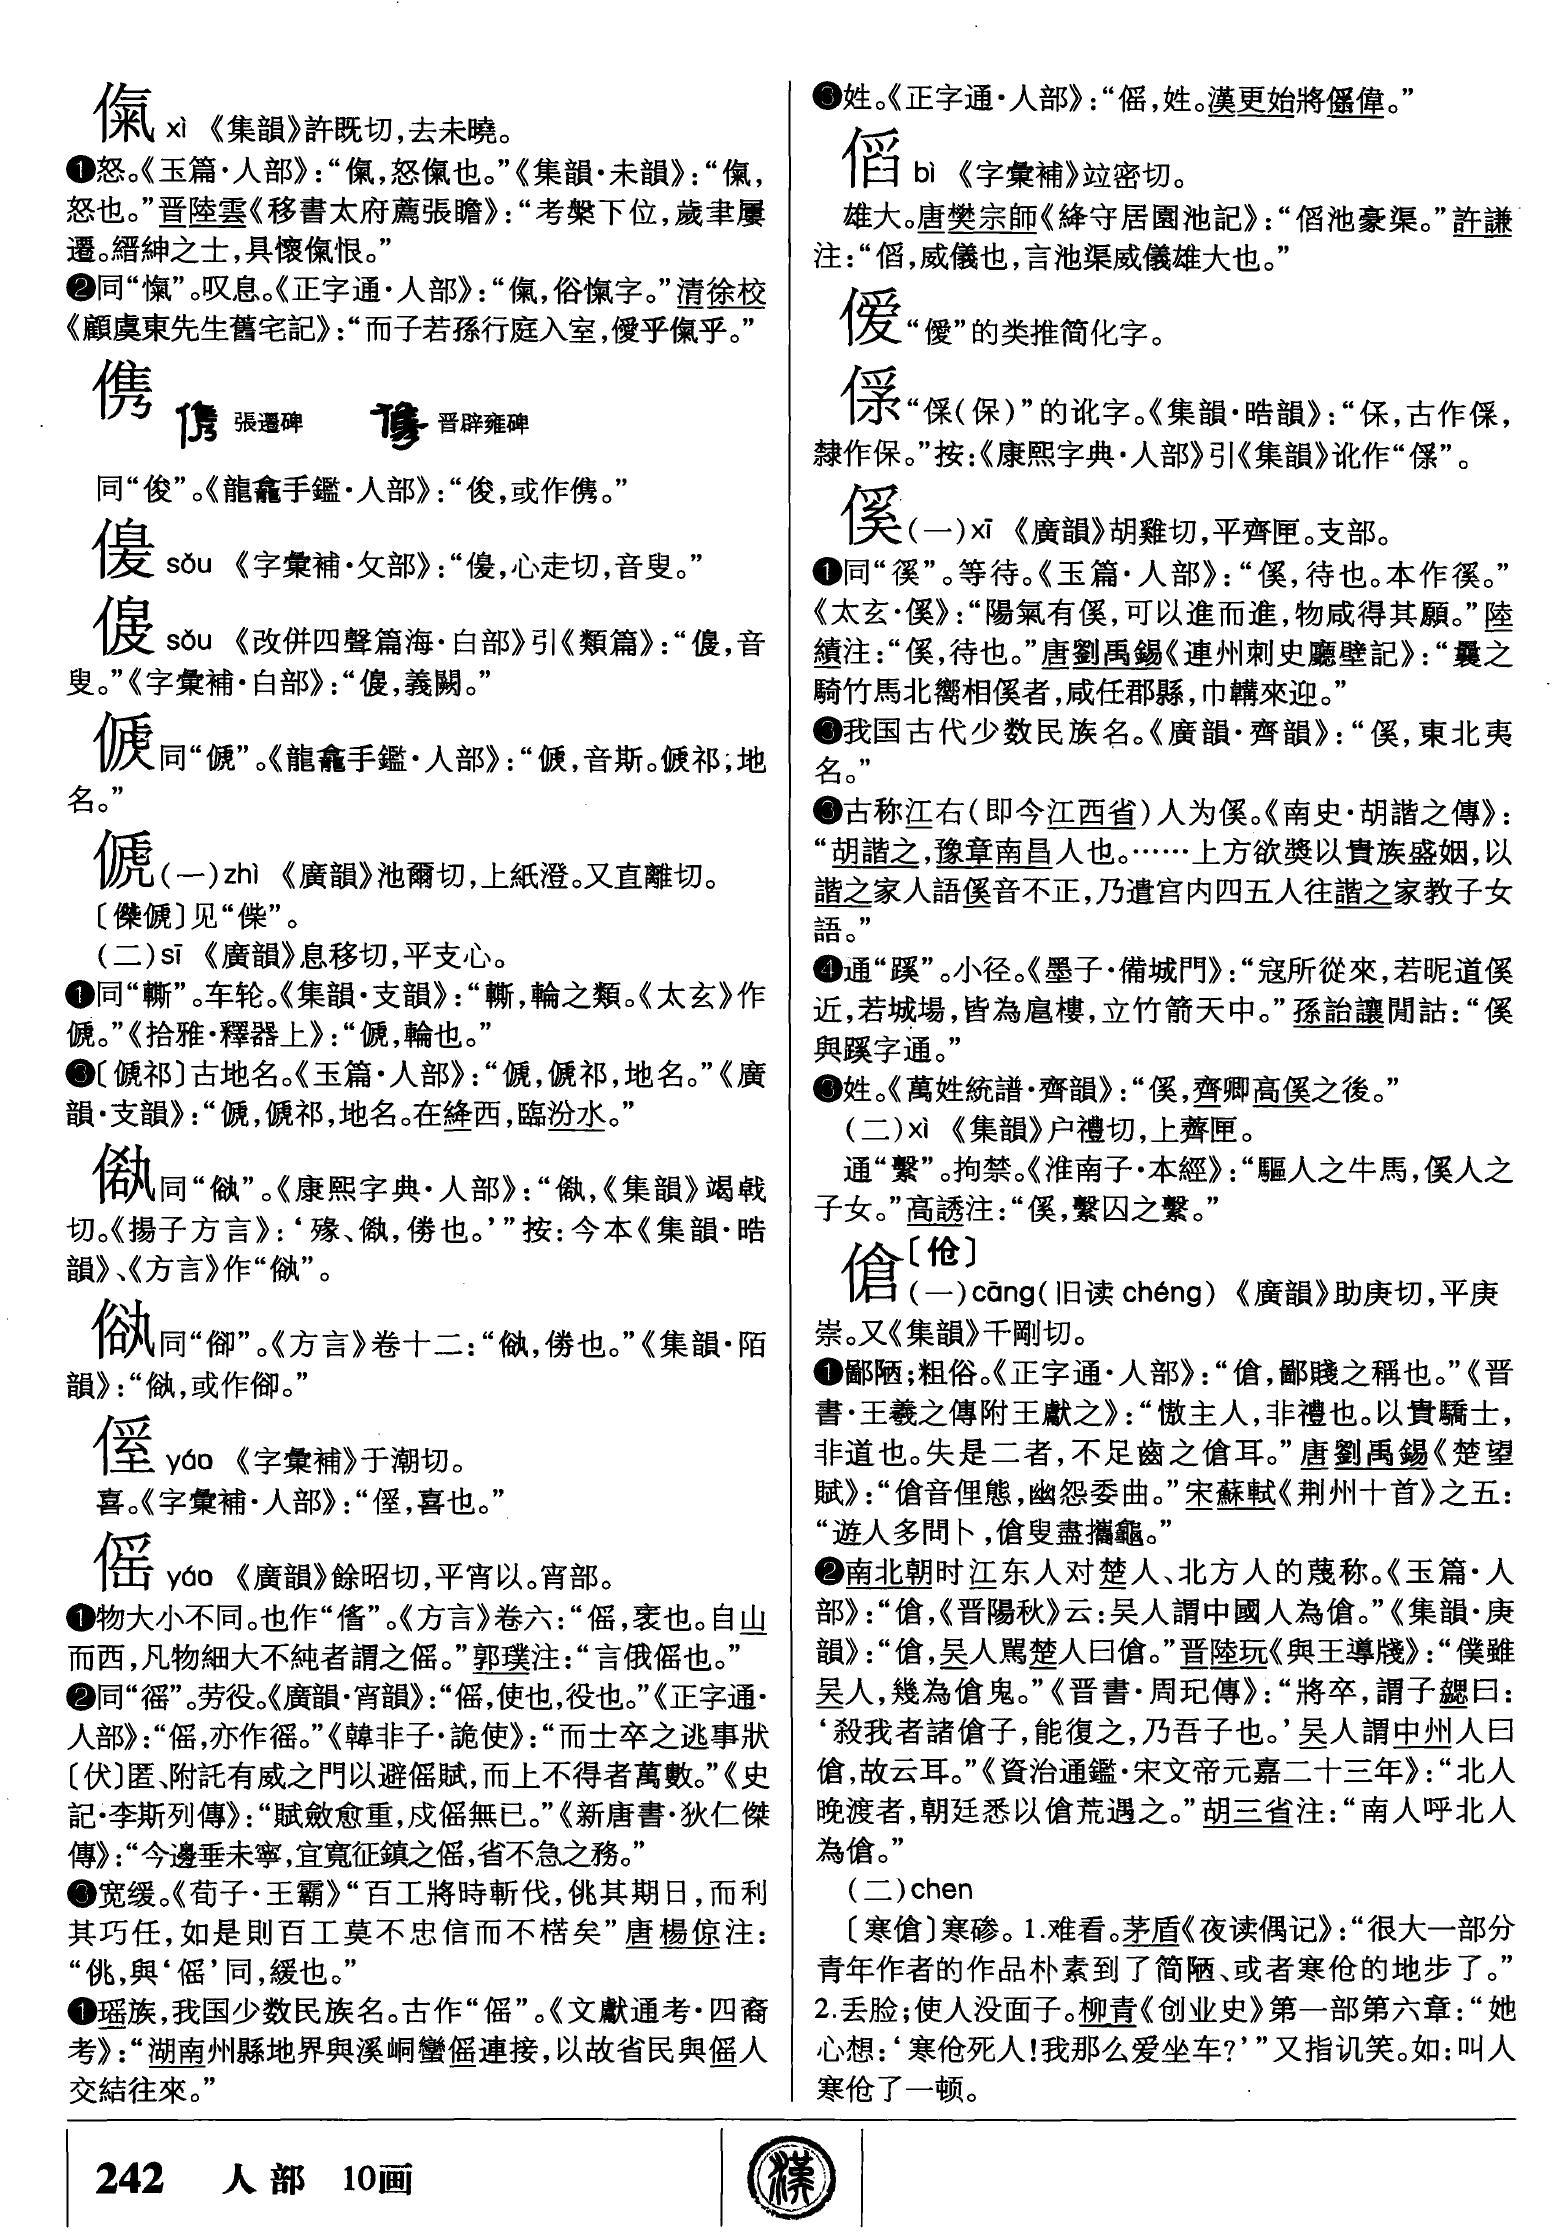 㑶 xì 《集韻》許既切,去未曉。
❶怒。《玉篇·人部》:“㑶,怒㑶也。”《集韻·未韻》:“㑶,
怒也。”晋陸雲《移書太府薦張瞻》:“考槃下位,歲聿屢
遷。縉紳之士,具懷㑶恨。”
❷同“愾”。叹息。《正字通·人部》:“㑶,俗愾字。”清徐校
《顧虞東先生舊宅記》:“而子若孫行庭入室,僾乎㑶乎。”
㑺 張遷碑 晋辟雍碑
同“俊”。《龍龕手鑑·人部》:“俊,或作㑺。”
sǒu 《字彙補·攵部》:“,心走切,音叟。”
sǒu 《改併四聲篇海·白部》引《類篇》:“,音
叟。”《字彙補·白部》:“,義闕。”
同“傂”。《龍龕手鑑·人部》:“,音斯。祁;地
名。”
傂(一)zhì 《廣韻》池爾切,上紙澄。又直離切。
〔傑傂〕见“傑”。
(二)sī 《廣韻》息移切,平支心。
❶同“𨎲”。车轮。《集韻·支韻》:“,輪之類。《太玄》作
傂。”《拾雅·釋器上》:“傂,輪也。”
❸〔傂祁〕古地名。《玉篇·人部》:“傂,傂祁,地名。”《廣
韻·支韻》:“傂,傂祁,地名。在絳西,臨汾水。”
同“㑸”。《康熙字典·人部》:“,《集韻》竭戟
切。《揚子方言》:‘㱌、,傍也。’”按:今本《集韻·晧
韻》、《方言》作“”。
同“御”。《方言》卷十二:“,傍也。”《集韻·陌
韻》:“,或作御。”
yáo 《字彙補》于潮切。
喜。《字彙補·人部》:“,喜也。”
傜 yáo 《廣韻》餘昭切,平宵以。宵部。
❶物大小不同。也作“偹”。《方言》卷六:“傜,衺也。自山
而西,凡物細大不純者謂之傜。”郭璞注:“言俄傜也。”
❷同“徭”。劳役。《廣韻·宵韻》:“傜,使也,役也。”《正字通·
人部》:“傜,亦作徭。”《韓非子·詭使》:“而士卒之逃事狀
〔伏〕匿、附託有威之門以避傜賦,而上不得者萬數。”《史
記·李斯列傳》:“賦斂愈重,戍傜無已。”《新唐書·狄仁傑
傳》:“今邊垂未寧,宜寬征鎮之傜,省不急之務。”
❸宽缓。《荀子·王霸》“百工將時斬伐,佻其期日,而利
其巧任,如是則百工莫不忠信而不楛矣”唐楊倞注:
“佻,與‘傜’同,緩也。”
❶瑶族,我国少数民族名。古作“傜”。《文獻通考·四裔
考》:“湖南州縣地界與溪峒蠻傜連接,以故省民與傜人
交結往來。”
❸姓。《正字通·人部》:“傜,姓。漢更始將傜偉。”
bì 《字彙補》竝密切。
雄大。唐樊宗師《絳守居園池記》:“池豪渠。”許謙
注:“,威儀也,言池渠威儀雄大也。”
“僾”的类推简化字。
“保(保)”的讹字。《集韻·晧韻》:“保,古作,
隸作保。”按:《康熙字典·人部》引《集韻》讹作“”。
傒(一)xī 《廣韻》胡雞切,平齊匣。支部。
❶同“徯”。等待。《玉篇·人部》:“傒,待也。本作徯。”
《太玄·傒》:“陽氣有傒,可以進而進,物咸得其願。”陸
績注:“傒,待也。”唐劉禹錫《連州刺史廳壁記》:“曩之
騎竹馬北嚮相傒者,咸任郡縣,巾韝來迎。”
❸我国古代少数民族名。《廣韻·齊韻》:“傒,東北夷
名。”
❸古称江右(即今江西省)人为傒。《南史·胡諧之傳》:
“胡諧之,豫章南昌人也。……上方欲獎以貴族盛姻,以
諧之家人語傒音不正,乃遣宫内四五人往諧之家教子女
語。”
❹通“蹊”。小径。《墨子·備城門》:“寇所從來,若昵道傒
近,若城場,皆為扈樓,立竹箭天中。”孫詒讓閒詁:“傒
與蹊字通。”
❸姓。《萬姓統譜·齊韻》:“傒,齊卿高傒之後。”
(二)xì 《集韻》户禮切,上薺匣。
通“繫”。拘禁。《淮南子·本經》:“驅人之牛馬,傒人之
子女。”高誘注:“傒,繫囚之繫。”
傖〔伧〕
(一)cāng(旧读 chéng) 《廣韻》助庚切,平庚
崇。又《集韻》千剛切。
❶鄙陋;粗俗。《正字通·人部》:“傖,鄙賤之稱也。”《晋
書·王羲之傳附王獻之》:“傲主人,非禮也。以貴驕士,
非道也。失是二者,不足齒之傖耳。”唐劉禹錫《楚望
賦》:“傖音俚態,幽怨委曲。”宋蘇軾《荆州十首》之五:
“遊人多問卜,傖叟盡攜龜。”
❷南北朝时江东人对楚人、北方人的蔑称。《玉篇·人
部》:“傖,《晋陽秋》云:吴人謂中國人為傖。”《集韻·庚
韻》:“傖,吴人駡楚人曰傖。”晋陸玩《與王導牋》:“僕雖
吴人,幾為傖鬼。”《晋書·周玘傳》:“將卒,謂子勰曰:
‘殺我者諸傖子,能復之,乃吾子也。’吴人謂中州人曰
傖,故云耳。”《資治通鑑·宋文帝元嘉二十三年》:“北人
晚渡者,朝廷悉以傖荒遇之。”胡三省注:“南人呼北人
為傖。”
(二)chen
〔寒傖〕寒碜。1.难看。茅盾《夜读偶记》:“很大一部分
青年作者的作品朴素到了简陋、或者寒伧的地步了。”
2.丢脸;使人没面子。柳青《创业史》第一部第六章:“她
心想:‘寒伧死人!我那么爱坐车?’”又指讥笑。如:叫人
寒伧了一顿。
242 人部 10画
漢